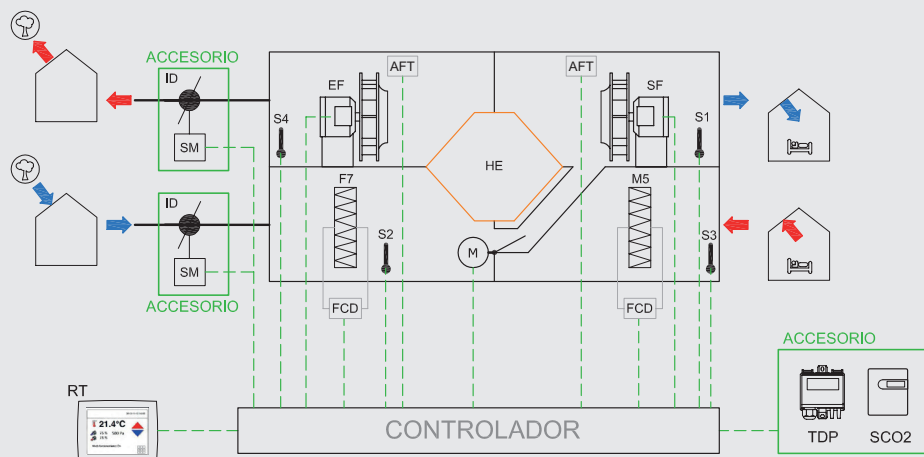 ACCESORIO
ID
SM
S4
EF
AFT
AFT
SF
S1
HE
ID
SM
ACCESORIO
F7
S2
M
M5
S3
FCD
FCD
RT
21.4°C
CONTROLADOR
ACCESORIO
TDP
SCO2